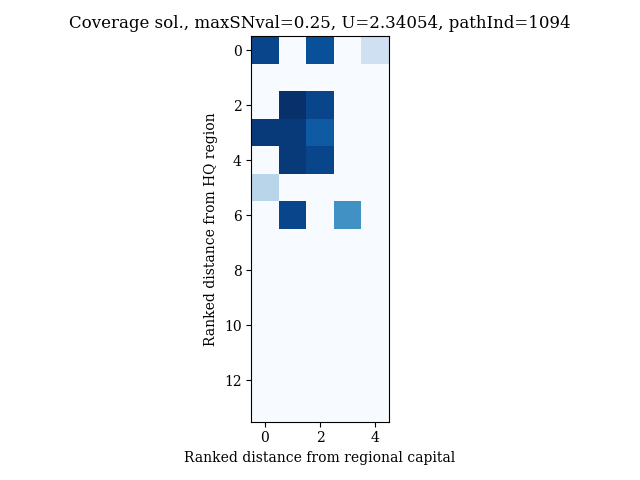 Coverage sol., maxSNval=0.25, U=2.34054, pathInd=1094
Ranked distance from HQ region
0
2
4
6
8
10
12
0 2 4
Ranked distance from regional capital